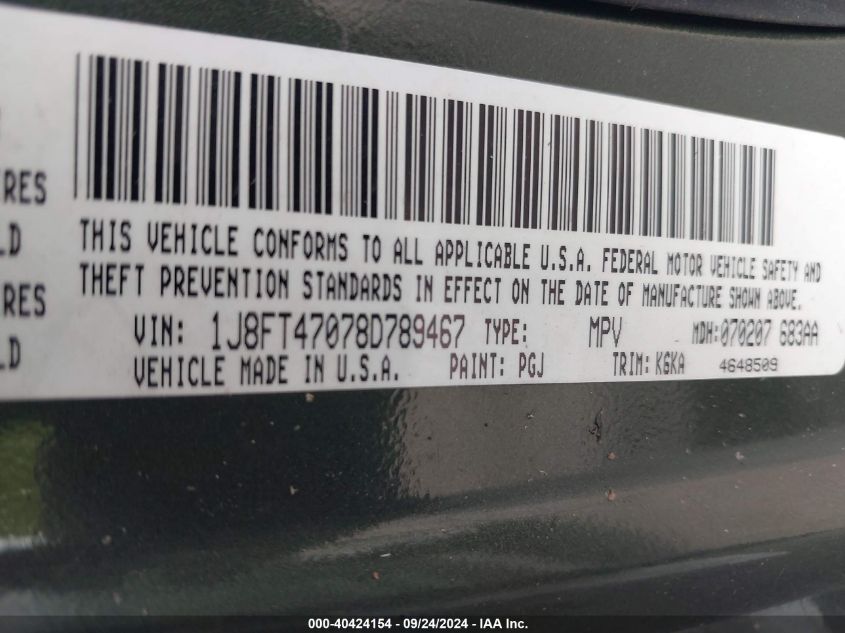 RES
LD
THIS VEHICLE CONFORMS TO ALL APPLICABLE U.S.A. FEDERAL MOTOR VEHICLE SAFETY AND
THEFT PREVENTION STANDARDS IN EFFECT ON THE DATE OF MANUFACTURE SHOWN ABOVE.
RES
LD
VIN: 1J8FT47078D789467 TYPE: MPV MDH:070207 683AA
VEHICLE MADE IN U.S.A. PAINT: PGJ TRIM: K6KA 4648509
000-40424154 - 09/24/2024 - IAA Inc.